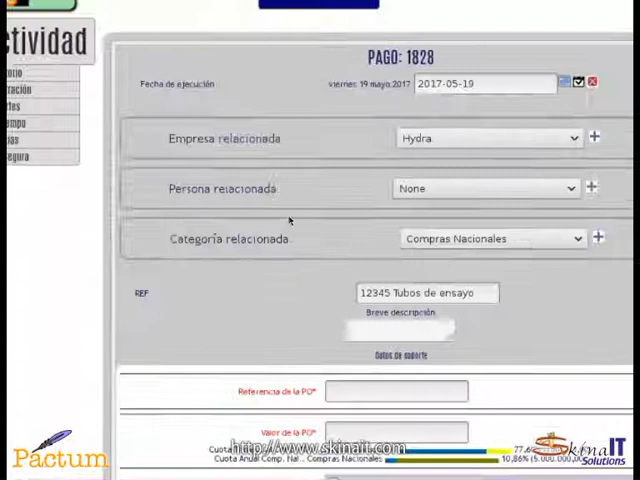 ctividad
PAGO: 1828
Fecha de ejecución
viernes 19 mayo 2017
2017-05-19
Empresa relacionada
Hydra
Persona relacionada
None
Categoría relacionada
Compras Nacionales
REF
12345 Tubos de ensayo
Breve descripción
Datos de soporte
Referencia de la PO*
Valor de la PO*
http://www.skinait.com
Cuota Anual Comp. Nal.. Compras Nacionales
10,86% (5.000.000,00
Pactum
SkinaIT
Solutions